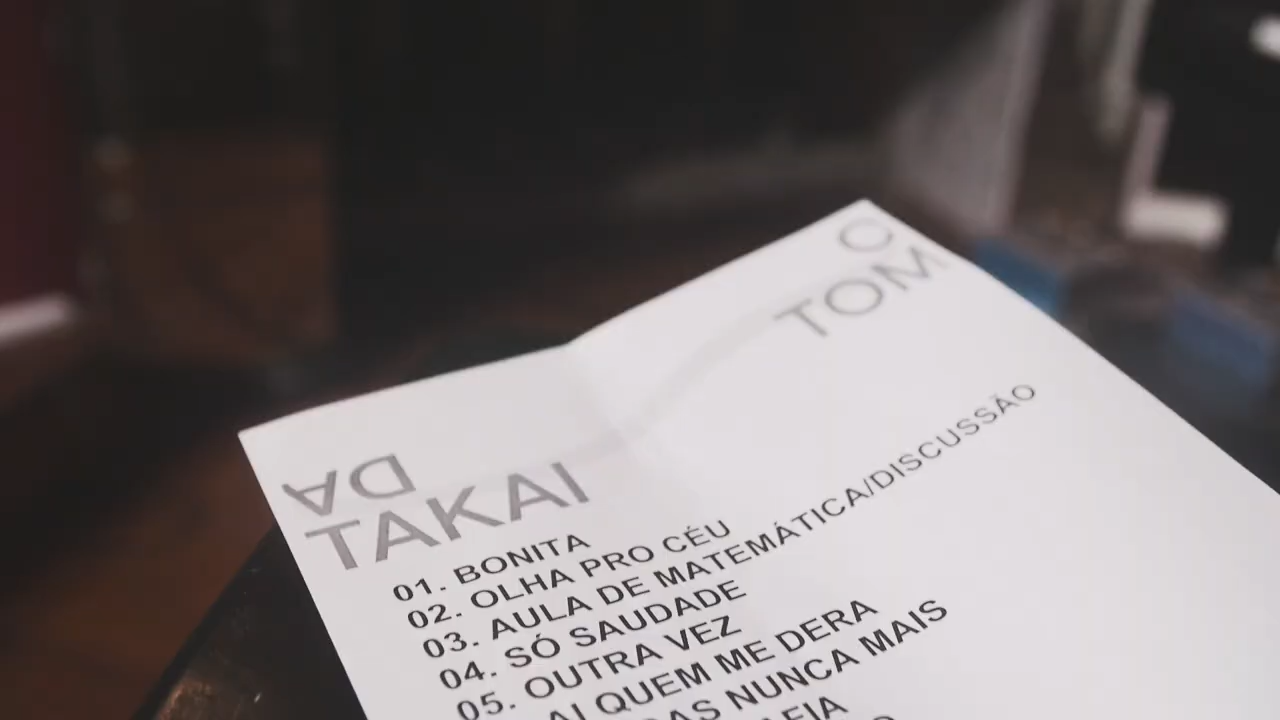 O
TOM
DA
TAKAI
01. BONITA
02. OLHA PRO CÉU
03. AULA DE MATEMÁTICA/DISCUSSÃO
04. SÓ SAUDADE
05. OUTRA VEZ
AI QUEM ME DERA
NUNCA MAIS